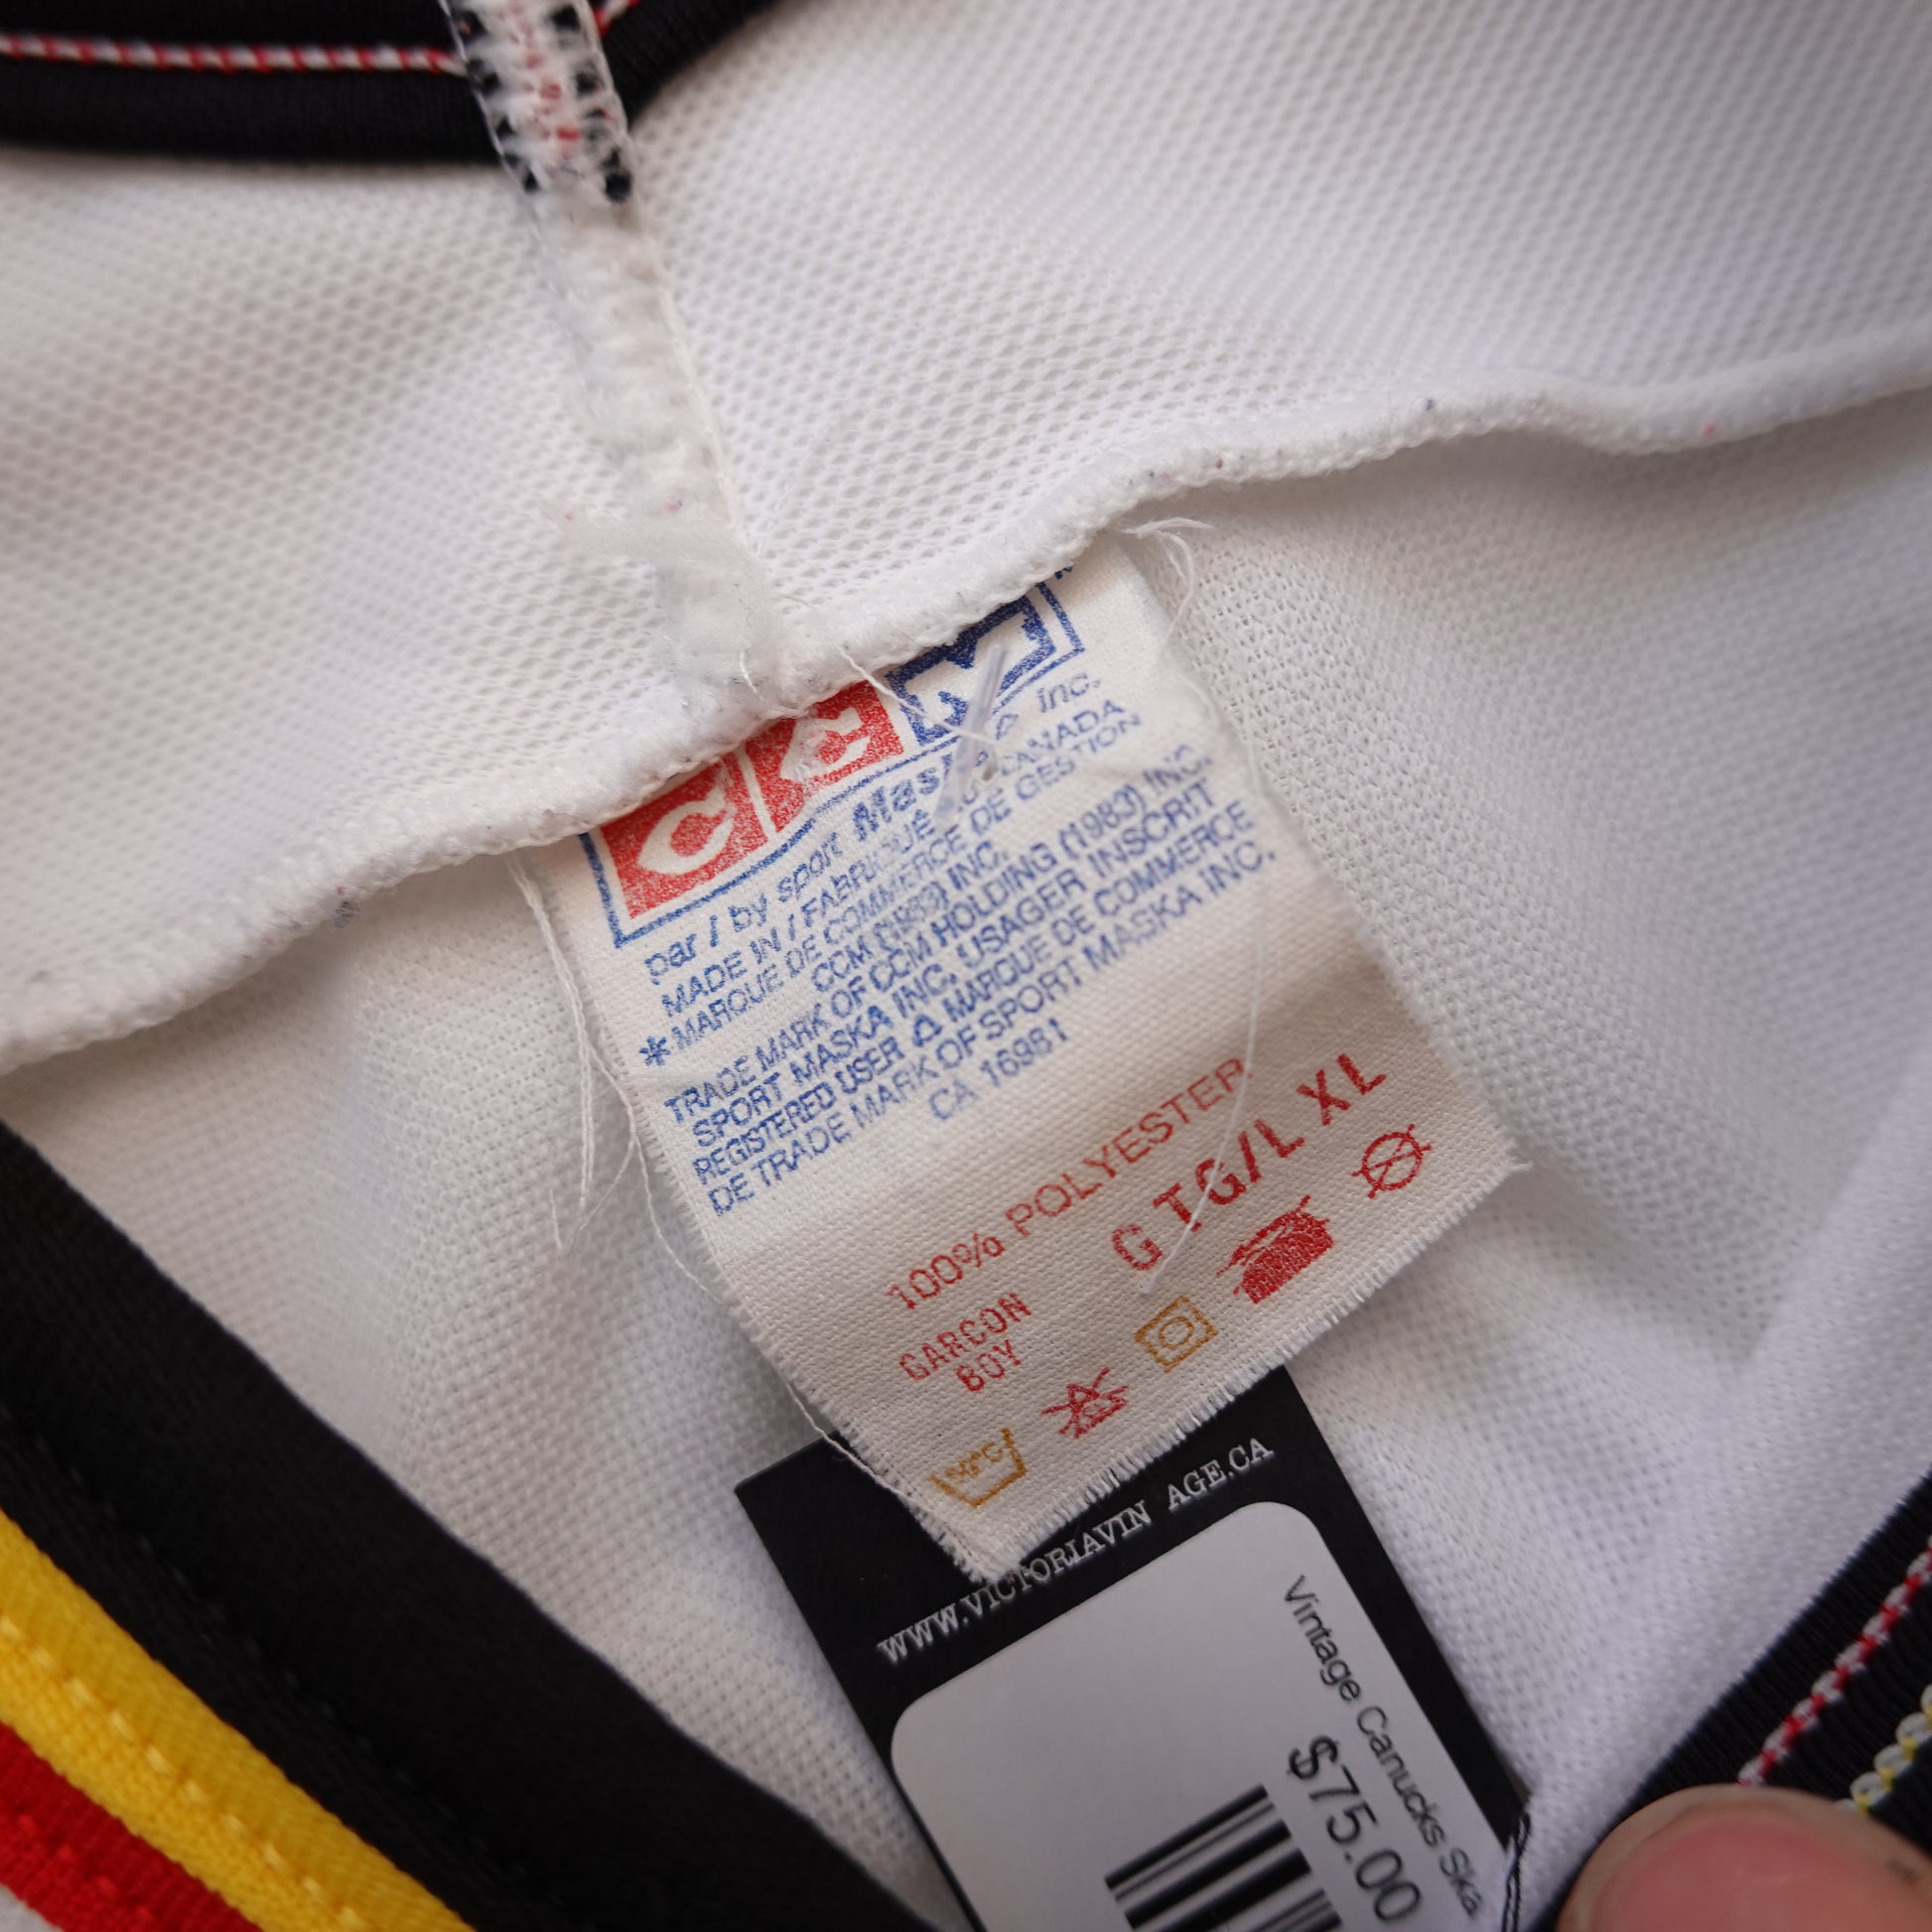 CCM
par / by sport Maska inc.
MADE IN / FABRIQUÉ AU CANADA
* MARQUE DE COMMERCE DE GESTION
CCM (1983) INC.
TRADE MARK OF CCM HOLDING (1983) INC.
SPORT MASKA INC. USAGER INSCRIT
REGISTERED USER Δ MARQUE DE COMMERCE
DE TRADE MARK OF SPORT MASKA INC.
CA 16981
100% POLYESTER
GARCON
BOY
G TG/L XL
WWW.VICTORIAVIN AGE.CA
Vintage Canucks Ska
$75.00